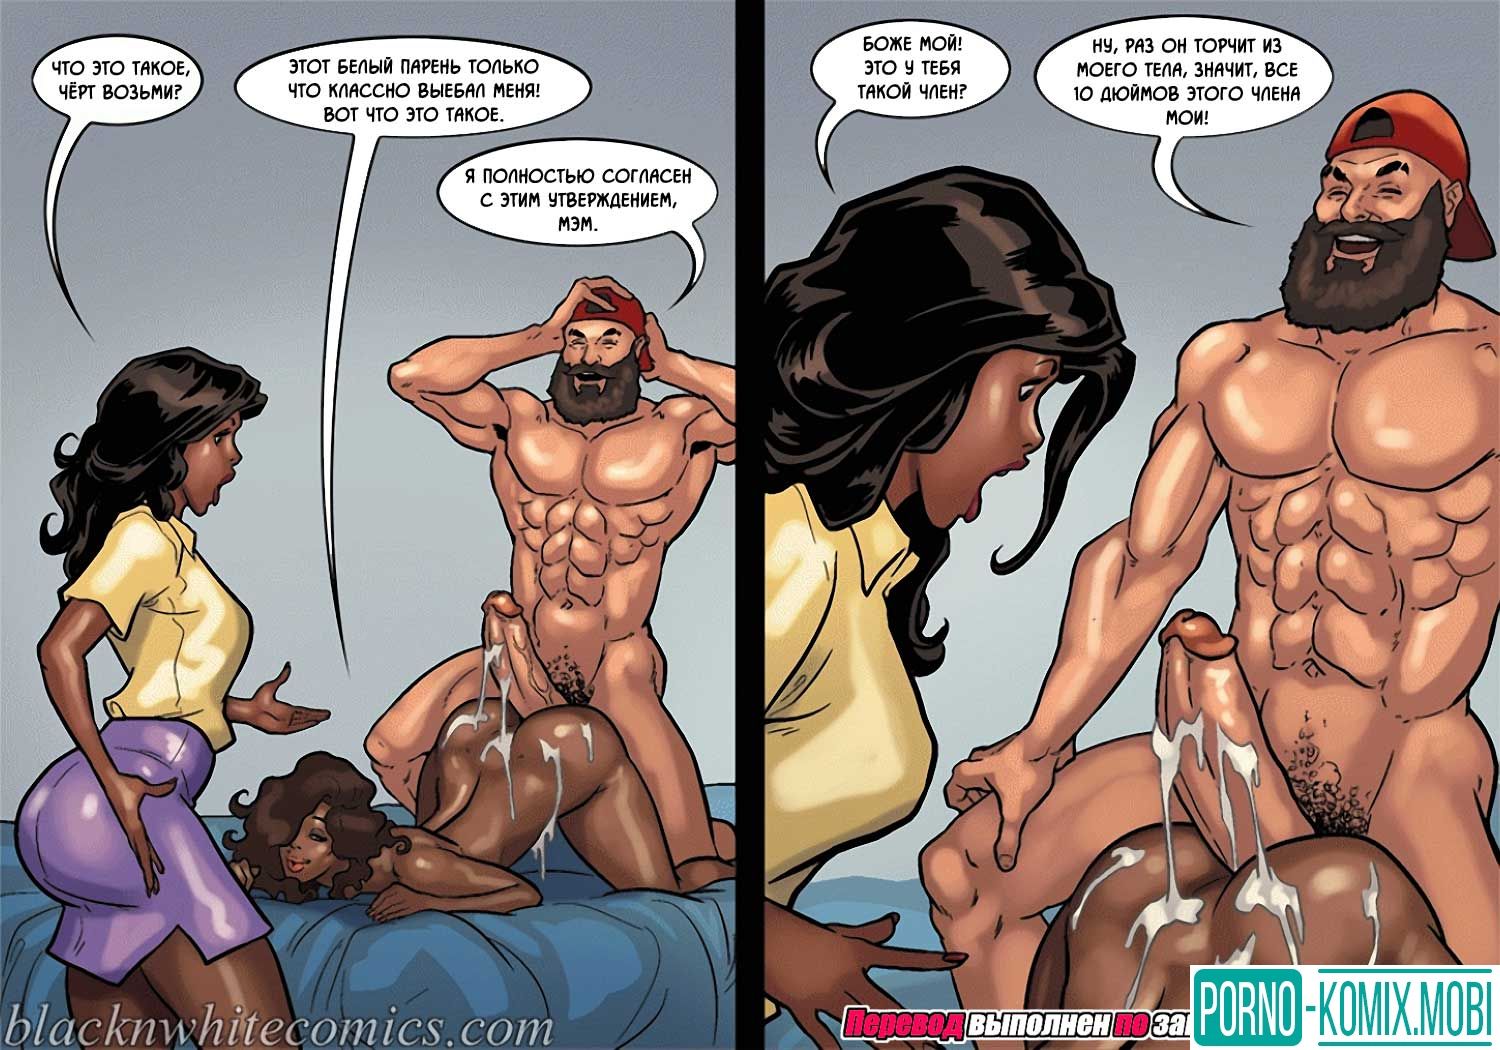 ЧТО ЭТО ТАКОЕ,
ЧЁРТ ВОЗЬМИ?
ЭТОТ БЕЛЫЙ ПАРЕНЬ ТОЛЬКО
ЧТО КЛАССНО ВЫЕБАЛ МЕНЯ!
ВОТ ЧТО ЭТО ТАКОЕ.
Я ПОЛНОСТЬЮ СОГЛАСЕН
С ЭТИМ УТВЕРЖДЕНИЕМ,
МЭМ.
БОЖЕ МОЙ!
ЭТО У ТЕБЯ
ТАКОЙ ЧЛЕН?
НУ, РАЗ ОН ТОРЧИТ ИЗ
МОЕГО ТЕЛА, ЗНАЧИТ, ВСЕ
10 ДЮЙМОВ ЭТОГО ЧЛЕНА
МОИ!
blacknwhitecomics.com
Перевод выполнен по за
PORNO-KOMIX.MOBI